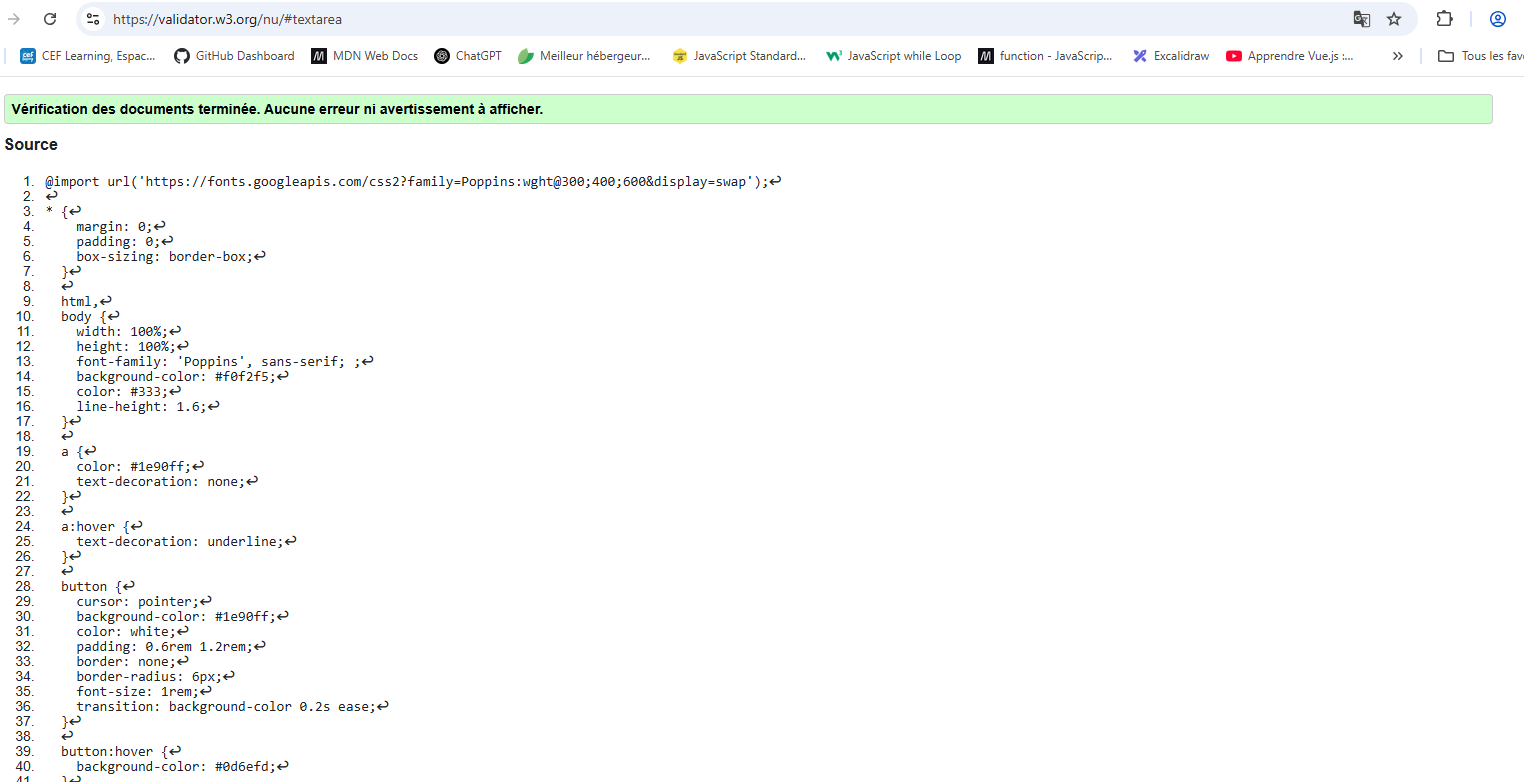 https://validator.w3.org/nu/#textarea
CEF Learning, Espac... GitHub Dashboard MDN Web Docs ChatGPT Meilleur hébergeur... JavaScript Standard... JavaScript while Loop function - JavaScrip... Excalidraw Apprendre Vue.js :... » Tous les fav
Vérification des documents terminée. Aucune erreur ni avertissement à afficher.
Source
1. @import url('https://fonts.googleapis.com/css2?family=Poppins:wght@300;400;600&display=swap');↩
2. ↩
3. * {↩
4. margin: 0;↩
5. padding: 0;↩
6. box-sizing: border-box;↩
7. }↩
8. ↩
9. html,↩
10. body {↩
11. width: 100%;↩
12. height: 100%;↩
13. font-family: 'Poppins', sans-serif; ;↩
14. background-color: #f0f2f5;↩
15. color: #333;↩
16. line-height: 1.6;↩
17. }↩
18. ↩
19. a {↩
20. color: #1e90ff;↩
21. text-decoration: none;↩
22. }↩
23. ↩
24. a:hover {↩
25. text-decoration: underline;↩
26. }↩
27. ↩
28. button {↩
29. cursor: pointer;↩
30. background-color: #1e90ff;↩
31. color: white;↩
32. padding: 0.6rem 1.2rem;↩
33. border: none;↩
34. border-radius: 6px;↩
35. font-size: 1rem;↩
36. transition: background-color 0.2s ease;↩
37. }↩
38. ↩
39. button:hover {↩
40. background-color: #0d6efd;↩
41. }↩